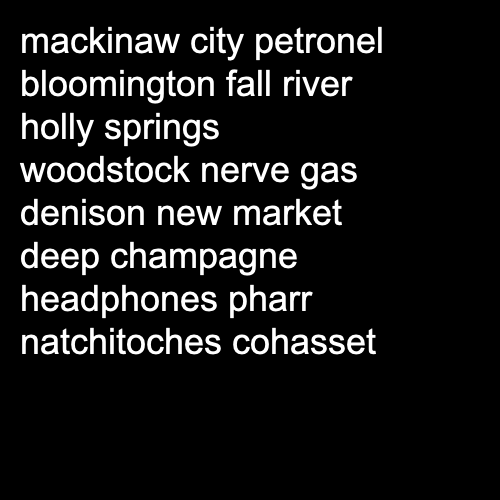 mackinaw city petronel
bloomington fall river
holly springs
woodstock nerve gas
denison new market
deep champagne
headphones pharr
natchitoches cohasset